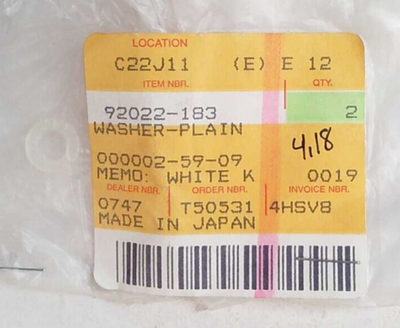 LOCATION
C22J11 (E) E 12
ITEM NBR. QTY.
92022-183 2
WASHER-PLAIN
4,18
000002-59-09
MEMO: WHITE K 0019
DEALER NBR. ORDER NBR. INVOICE NBR.
0747 T50531 4HSV8
MADE IN JAPAN